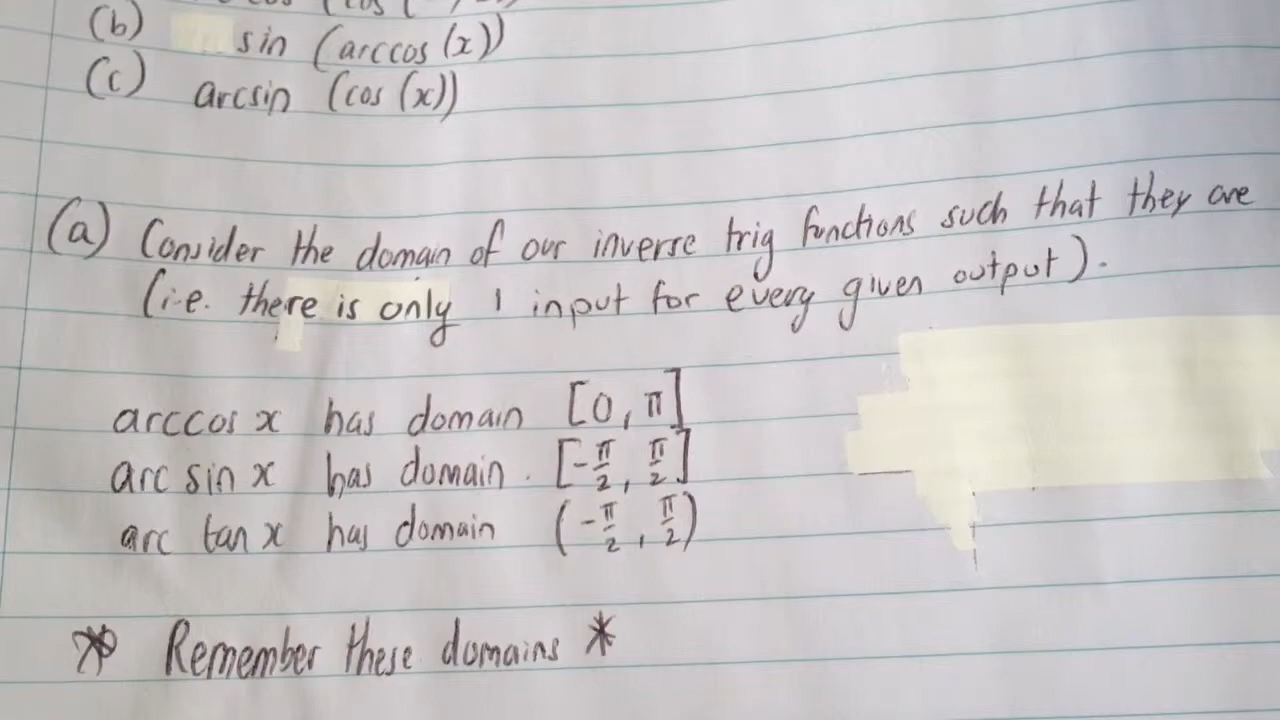 (b) sin (arccos (x))
(c) arcsin (cos (x))
(a) Consider the domain of our inverse trig functions such that they are
(i.e. there is only 1 input for every given output).
arccos x has domain [0, π]
arc sin x has domain. [-π/2, π/2]
arc tan x has domain (-π/2, π/2)
* Remember these domains *